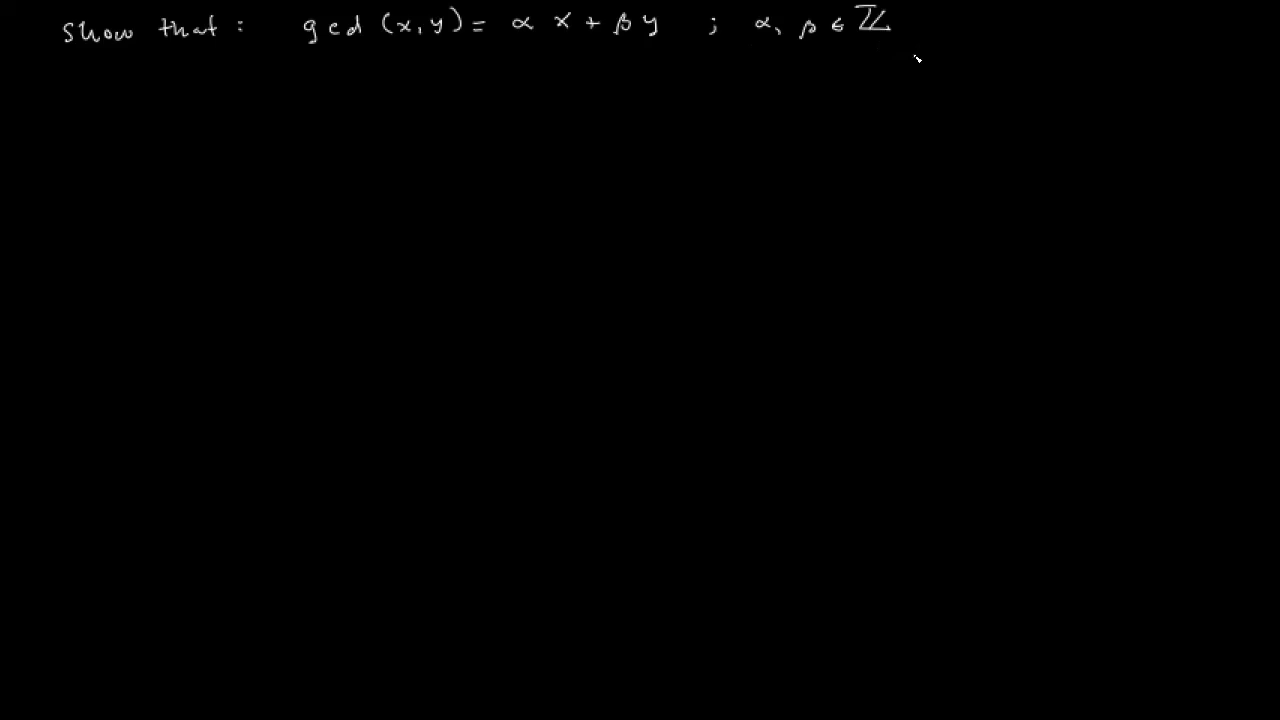 show that : gcd (x, y) = α x + β y ; α, β ∈ ℤ